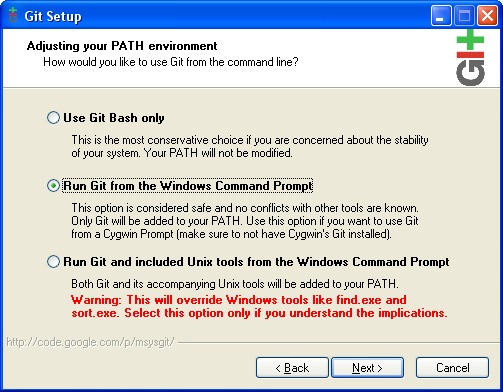 Git Setup
Adjusting your PATH environment
How would you like to use Git from the command line?
GIT
Use Git Bash only
This is the most conservative choice if you are concerned about the stability
of your system. Your PATH will not be modified.
Run Git from the Windows Command Prompt
This option is considered safe and no conflicts with other tools are known.
Only Git will be added to your PATH. Use this option if you want to use Git
from a Cygwin Prompt (make sure to not have Cygwin's Git installed).
Run Git and included Unix tools from the Windows Command Prompt
Both Git and its accompanying Unix tools will be added to your PATH.
Warning: This will override Windows tools like find.exe and
sort.exe. Select this option only if you understand the implications.
http://code.google.com/p/msysgit/
< Back
Next >
Cancel